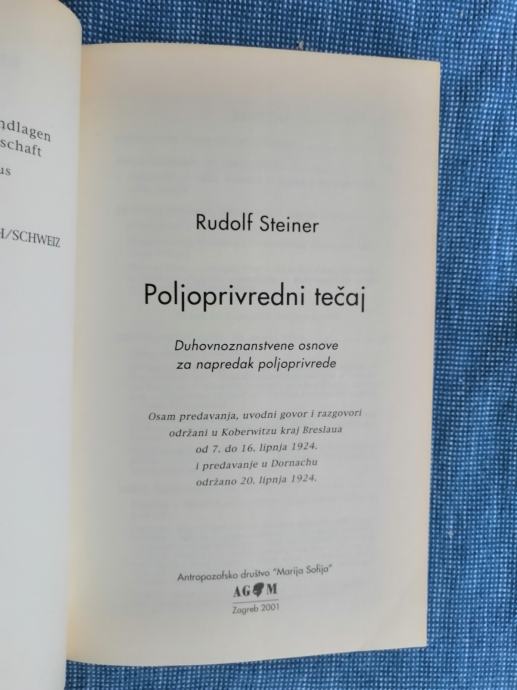 ndlagen
schaft
us
H/SCHWEIZ
Rudolf Steiner
Poljoprivredni tečaj
Duhovnoznanstvene osnove
za napredak poljoprivrede
Osam predavanja, uvodni govor i razgovori
održani u Koberwitzu kraj Breslaua
od 7. do 16. lipnja 1924.
i predavanje u Dornachu
održano 20. lipnja 1924.
Antropozofsko društvo "Marija Sofija"
AGM
Zagreb 2001